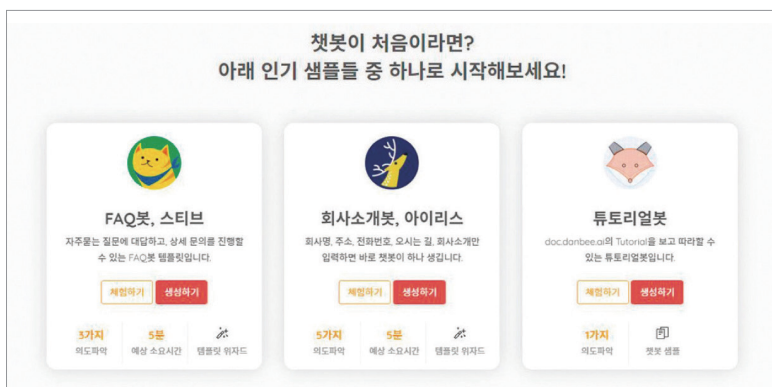 챗봇이 처음이라면?
아래 인기 샘플들 중 하나로 시작해보세요!
FAQ봇, 스티브
자주묻는 질문에 대답하고, 상세 문의를 진행할
수 있는 FAQ봇 템플릿입니다.
체험하기 생성하기
3가지 5분
의도파악 예상 소요시간 템플릿 위자드
회사소개봇, 아이리스
회사명, 주소, 전화번호, 오시는 길, 회사소개만
입력하면 바로 챗봇이 하나 생깁니다.
체험하기 생성하기
5가지 5분
의도파악 예상 소요시간 템플릿 위자드
튜토리얼봇
doc.danbee.ai의 Tutorial을 보고 따라할 수
있는 튜토리얼봇입니다.
체험하기 생성하기
1가지
의도파악 챗봇 샘플